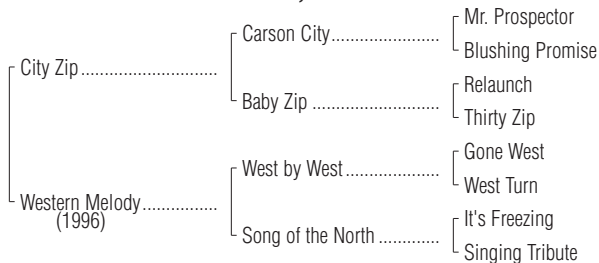 Mr. Prospector
Carson City
Blushing Promise
City Zip
Relaunch
Baby Zip
Thirty Zip
Gone West
West by West
West Turn
Western Melody
(1996)
It's Freezing
Song of the North
Singing Tribute